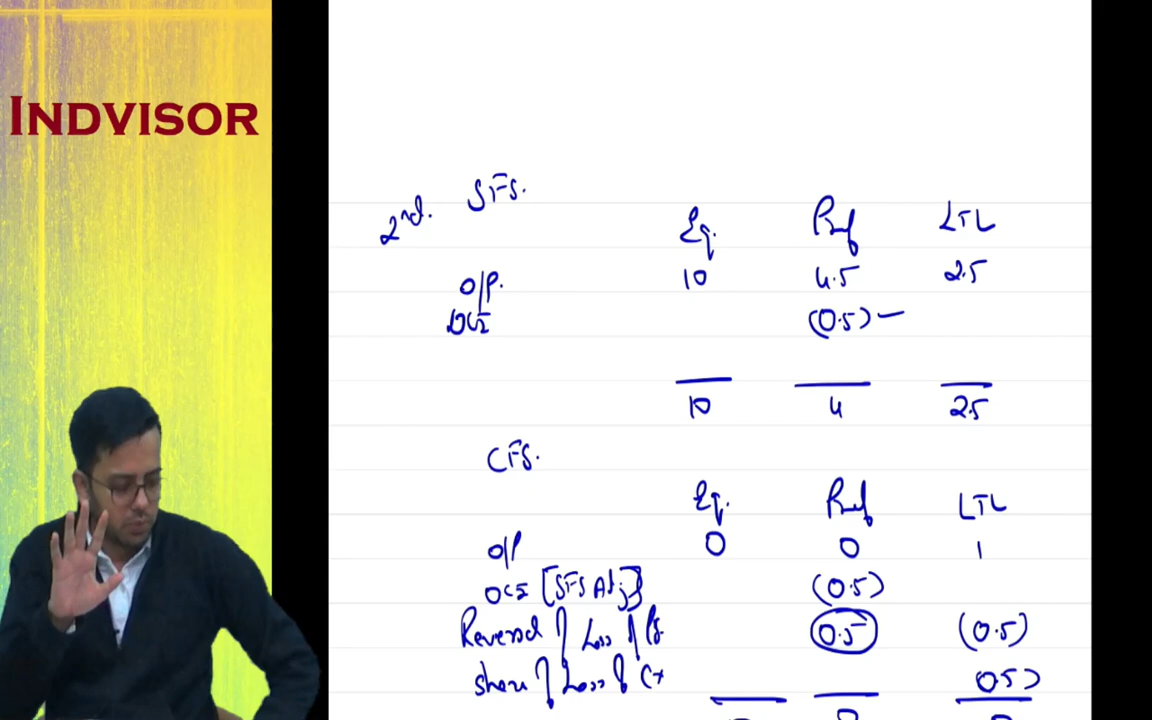 INDVISOR
2nd. SFS.
Eq. Pref LTL
O/P. 10 4.5 2.5
OCI (0.5) –
10 4 2.5
CFS.
Eq. Pref LTL
O/P 0 0 1
OCI [SFS Adj] (0.5)
Reversal of Loss of 0.5 (0.5)
Share of Loss of 0.5)